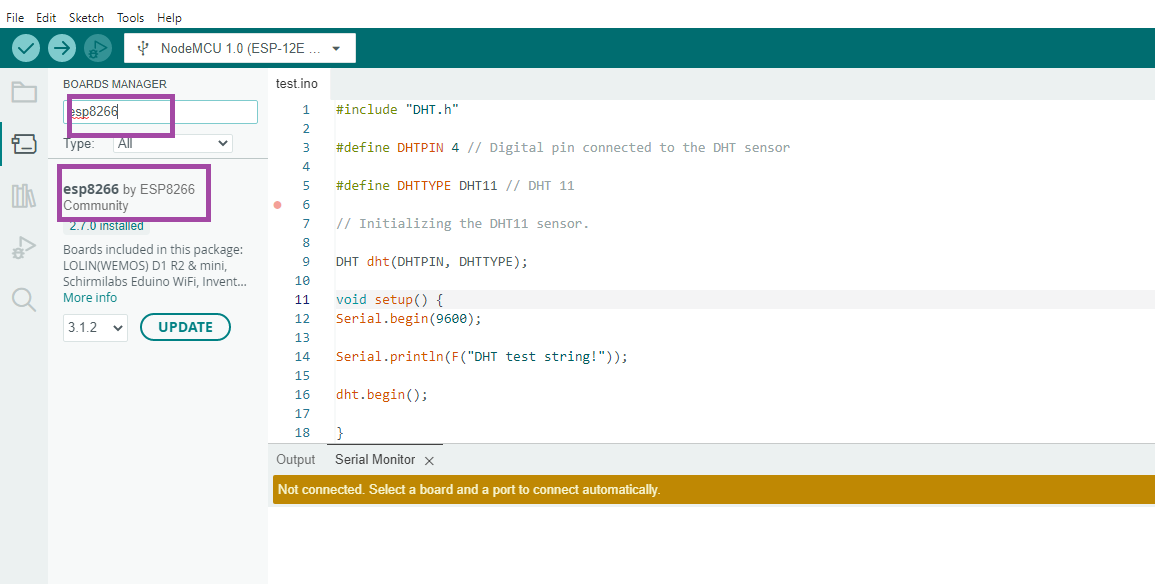 File Edit Sketch Tools Help
NodeMCU 1.0 (ESP-12E ...
BOARDS MANAGER
esp8266
Type: All
esp8266 by ESP8266
Community
2.7.0 installed
Boards included in this package:
LOLIN(WEMOS) D1 R2 & mini,
Schirmilabs Eduino WiFi, Invent...
More info
3.1.2 UPDATE
test.ino
1 #include "DHT.h"
2
3 #define DHTPIN 4 // Digital pin connected to the DHT sensor
4
5 #define DHTTYPE DHT11 // DHT 11
6
7 // Initializing the DHT11 sensor.
8
9 DHT dht(DHTPIN, DHTTYPE);
10
11 void setup() {
12 Serial.begin(9600);
13
14 Serial.println(F("DHT test string!"));
15
16 dht.begin();
17
18 }
Output Serial Monitor
Not connected. Select a board and a port to connect automatically.